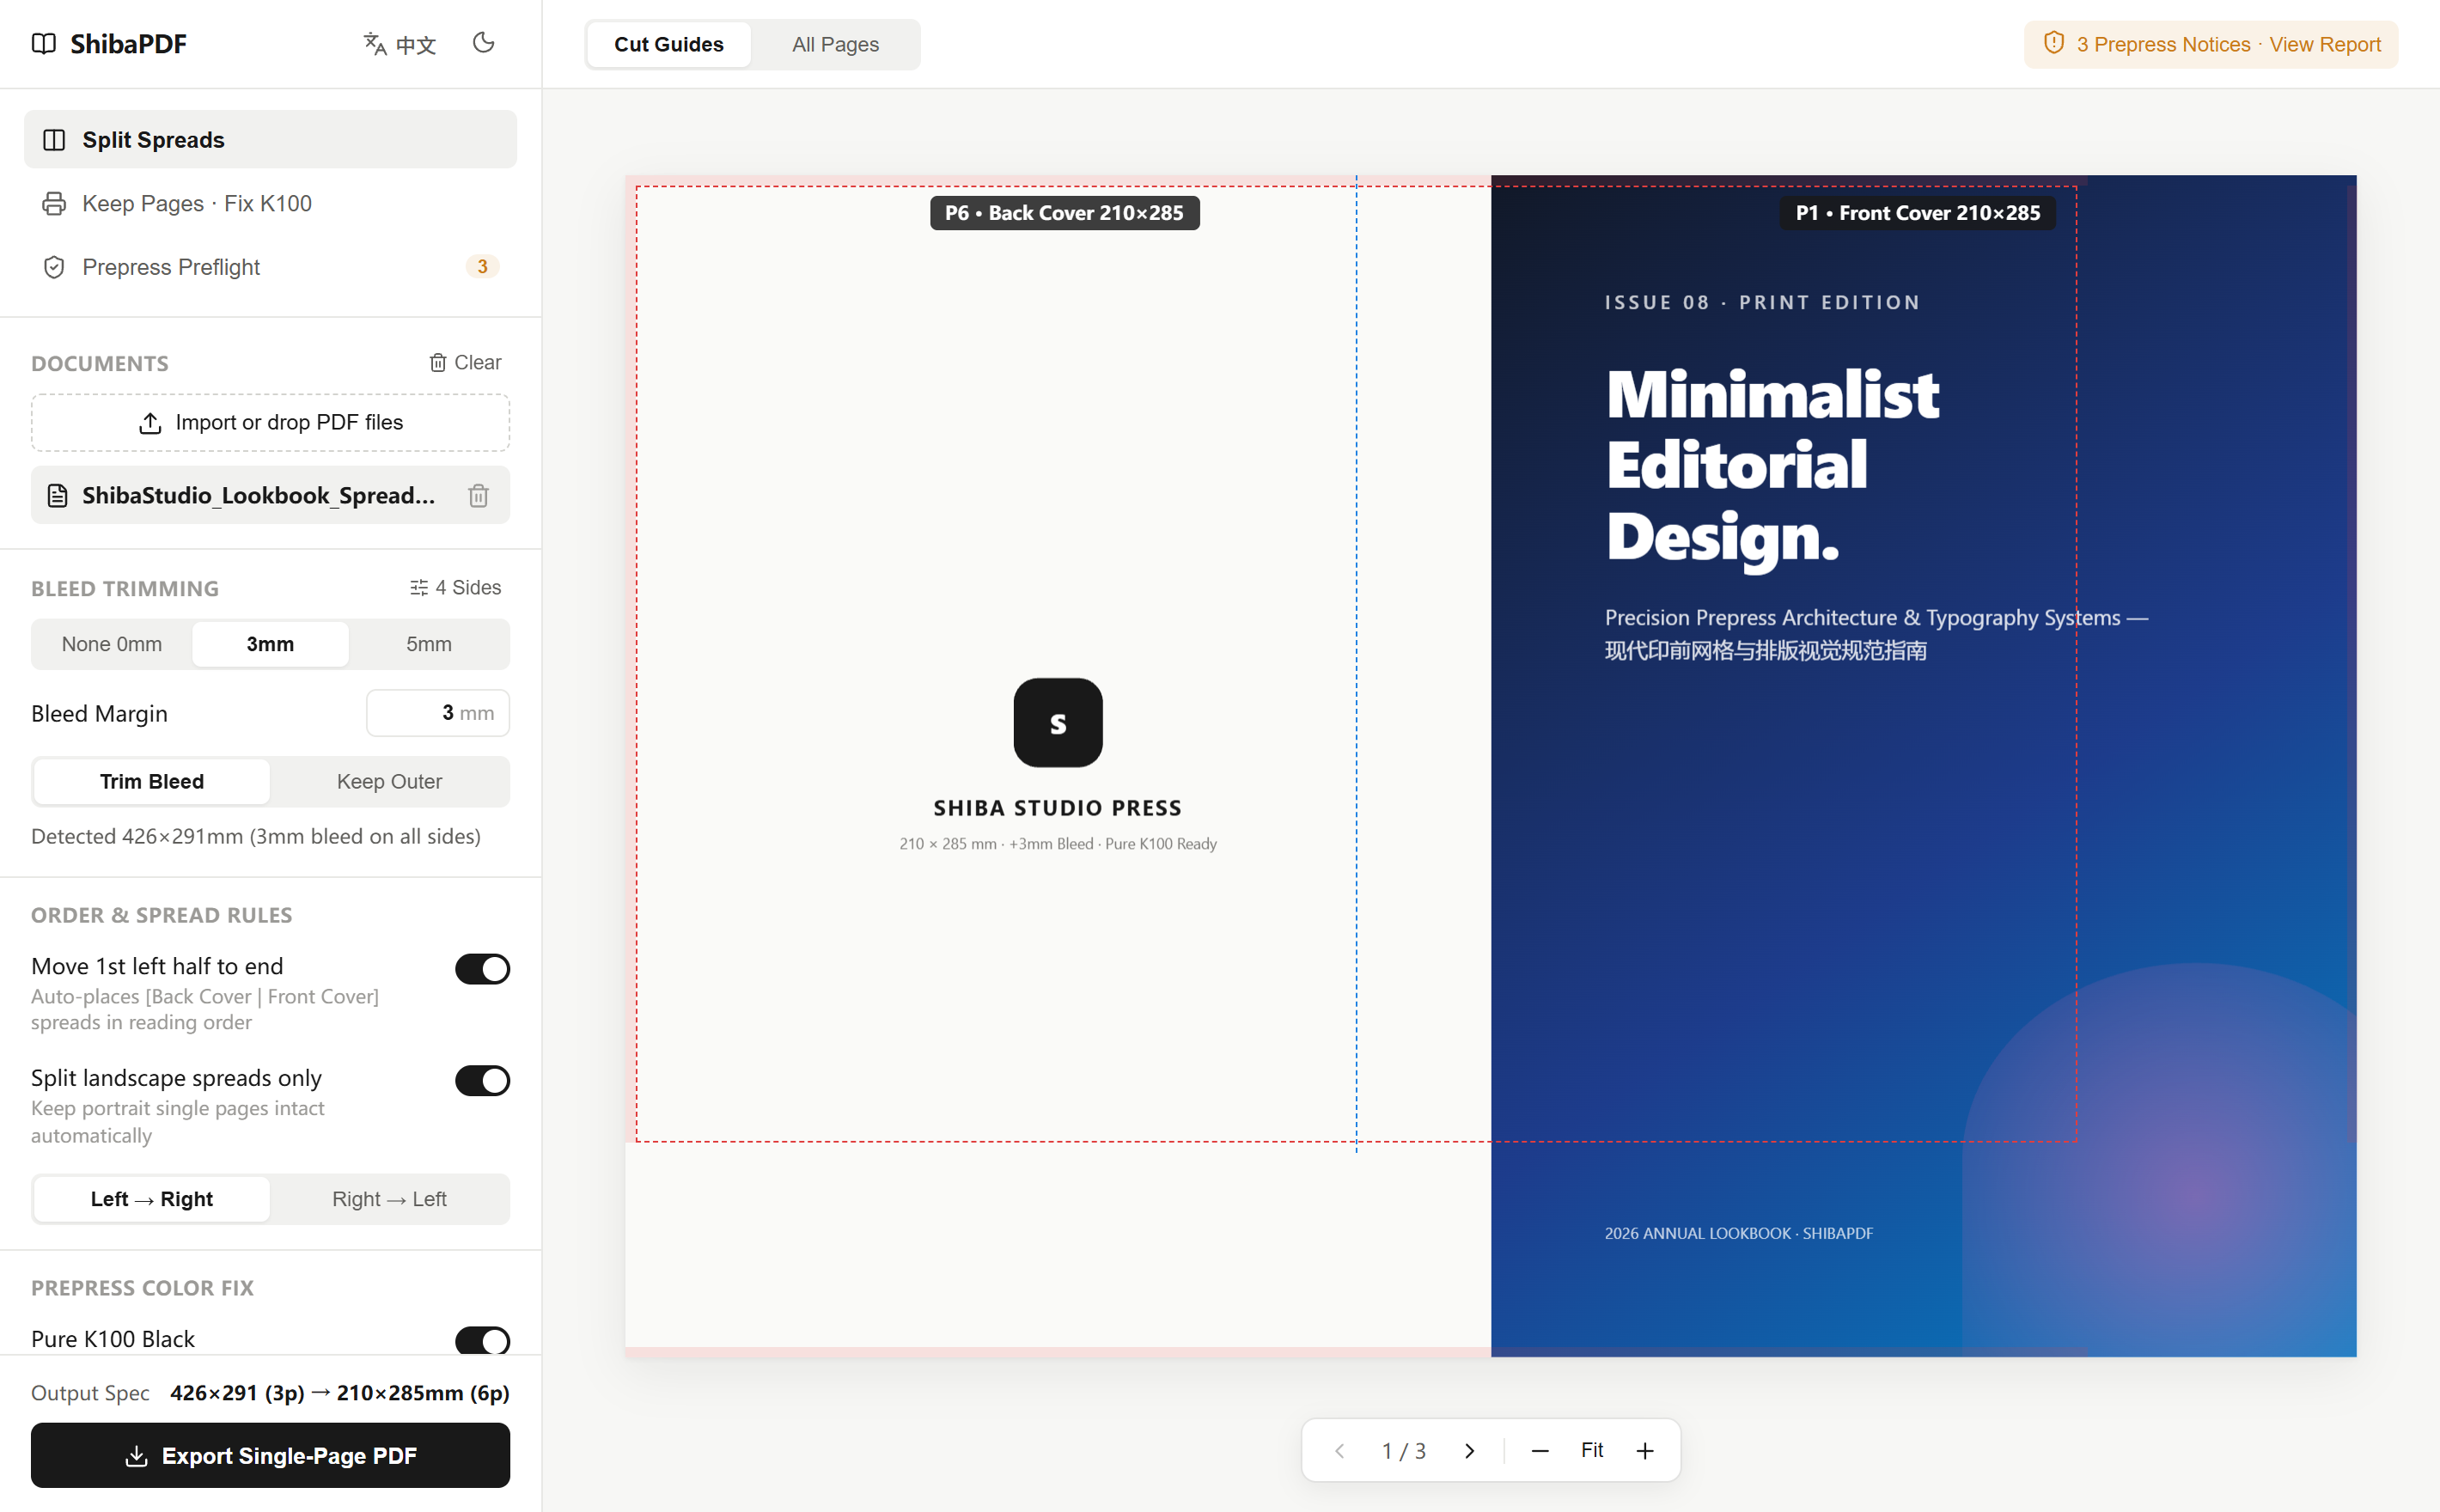 ShibaPDF
中文
Cut Guides
All Pages
3 Prepress Notices · View Report
Split Spreads
Keep Pages · Fix K100
Prepress Preflight
3
DOCUMENTS
Clear
Import or drop PDF files
ShibaStudio_Lookbook_Spread...
BLEED TRIMMING
4 Sides
None 0mm
3mm
5mm
Bleed Margin
3 mm
Trim Bleed
Keep Outer
Detected 426×291mm (3mm bleed on all sides)
ORDER & SPREAD RULES
Move 1st left half to end
Auto-places [Back Cover | Front Cover]
spreads in reading order
Split landscape spreads only
Keep portrait single pages intact
automatically
Left → Right
Right → Left
PREPRESS COLOR FIX
Pure K100 Black
Output Spec
426×291 (3p) → 210×285mm (6p)
Export Single-Page PDF
P6 • Back Cover 210×285
S
SHIBA STUDIO PRESS
210 × 285 mm · +3mm Bleed · Pure K100 Ready
P1 • Front Cover 210×285
ISSUE 08 · PRINT EDITION
Minimalist
Editorial
Design.
Precision Prepress Architecture & Typography Systems —
现代印前网格与排版视觉规范指南
2026 ANNUAL LOOKBOOK · SHIBAPDF
1 / 3
Fit